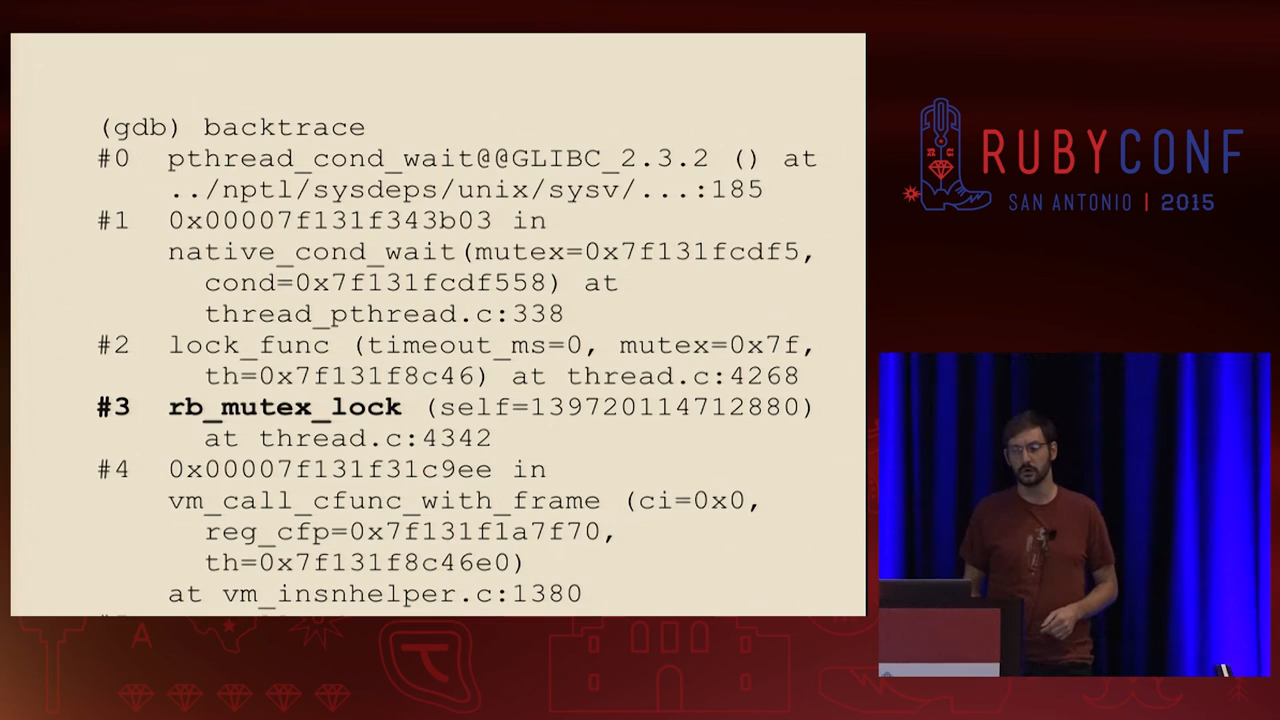 (gdb) backtrace
#0 pthread_cond_wait@@GLIBC_2.3.2 () at
../nptl/sysdeps/unix/sysv/...:185
#1 0x00007f131f343b03 in
native_cond_wait(mutex=0x7f131fcdf5,
cond=0x7f131fcdf558) at
thread_pthread.c:338
#2 lock_func (timeout_ms=0, mutex=0x7f,
th=0x7f131f8c46) at thread.c:4268
#3 rb_mutex_lock (self=139720114712880)
at thread.c:4342
#4 0x00007f131f31c9ee in
vm_call_cfunc_with_frame (ci=0x0,
reg_cfp=0x7f131f1a7f70,
th=0x7f131f8c46e0)
at vm_insnhelper.c:1380
RUBYCONF
SAN ANTONIO | 2015